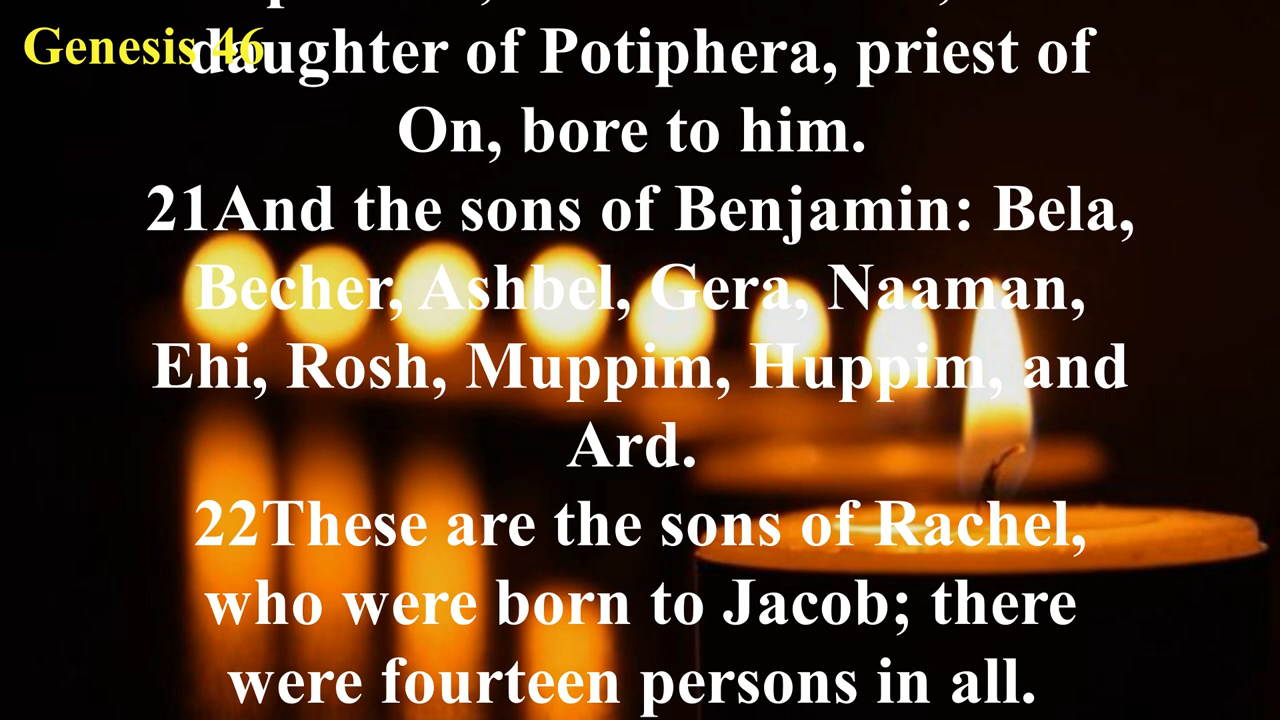 Genesis 46
daughter of Potiphera, priest of
On, bore to him.
21And the sons of Benjamin: Bela,
Becher, Ashbel, Gera, Naaman,
Ehi, Rosh, Muppim, Huppim, and
Ard.
22These are the sons of Rachel,
who were born to Jacob; there
were fourteen persons in all.